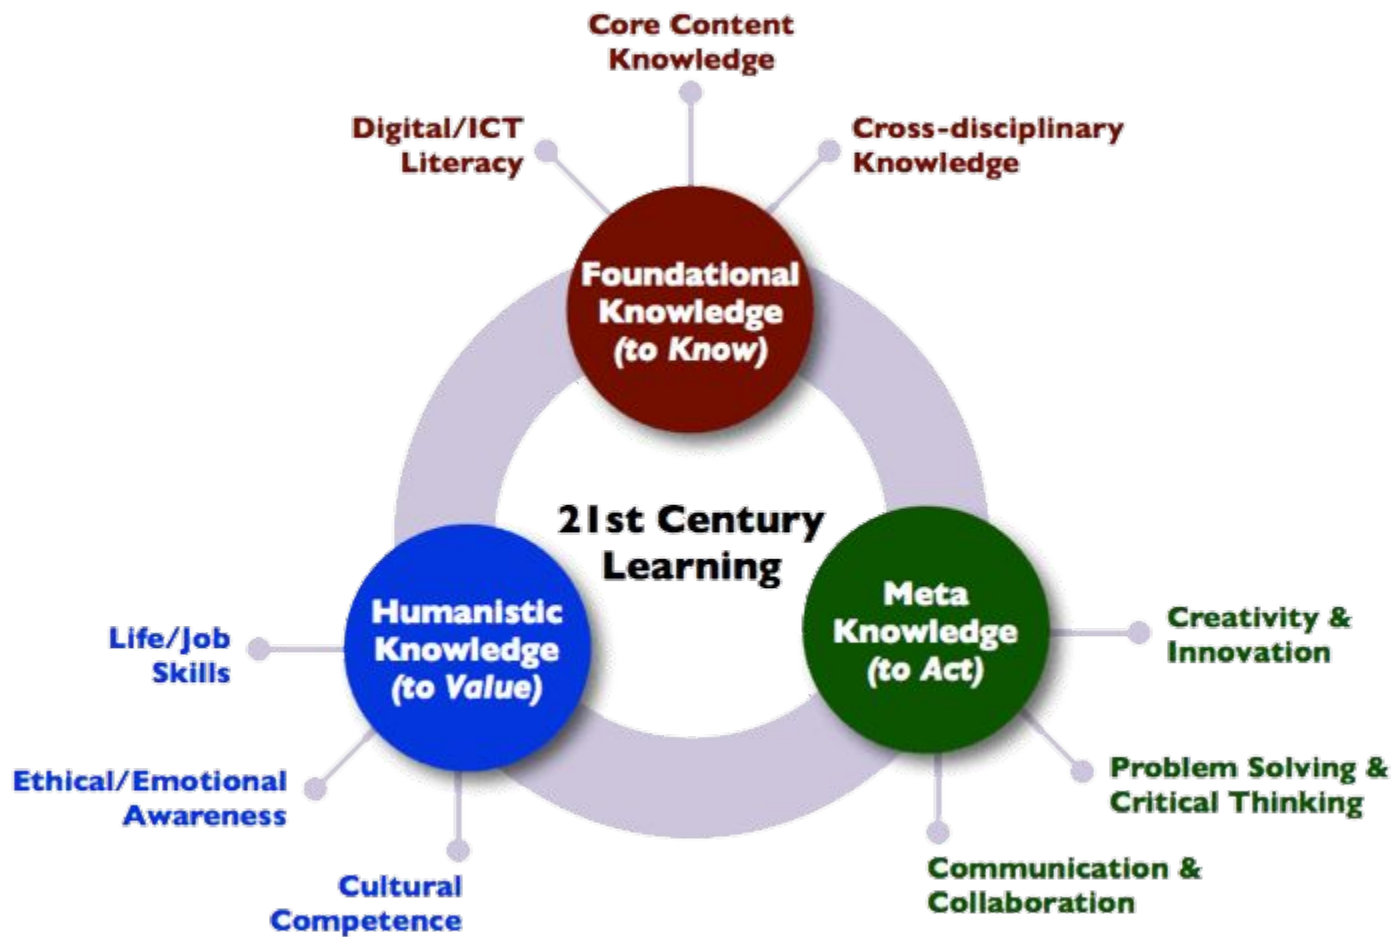 Core Content
Knowledge
Digital/ICT
Literacy
Cross-disciplinary
Knowledge
Foundational
Knowledge
(to Know)
21st Century
Learning
Humanistic
Knowledge
(to Value)
Meta
Knowledge
(to Act)
Life/Job
Skills
Ethical/Emotional
Awareness
Cultural
Competence
Creativity &
Innovation
Problem Solving &
Critical Thinking
Communication &
Collaboration